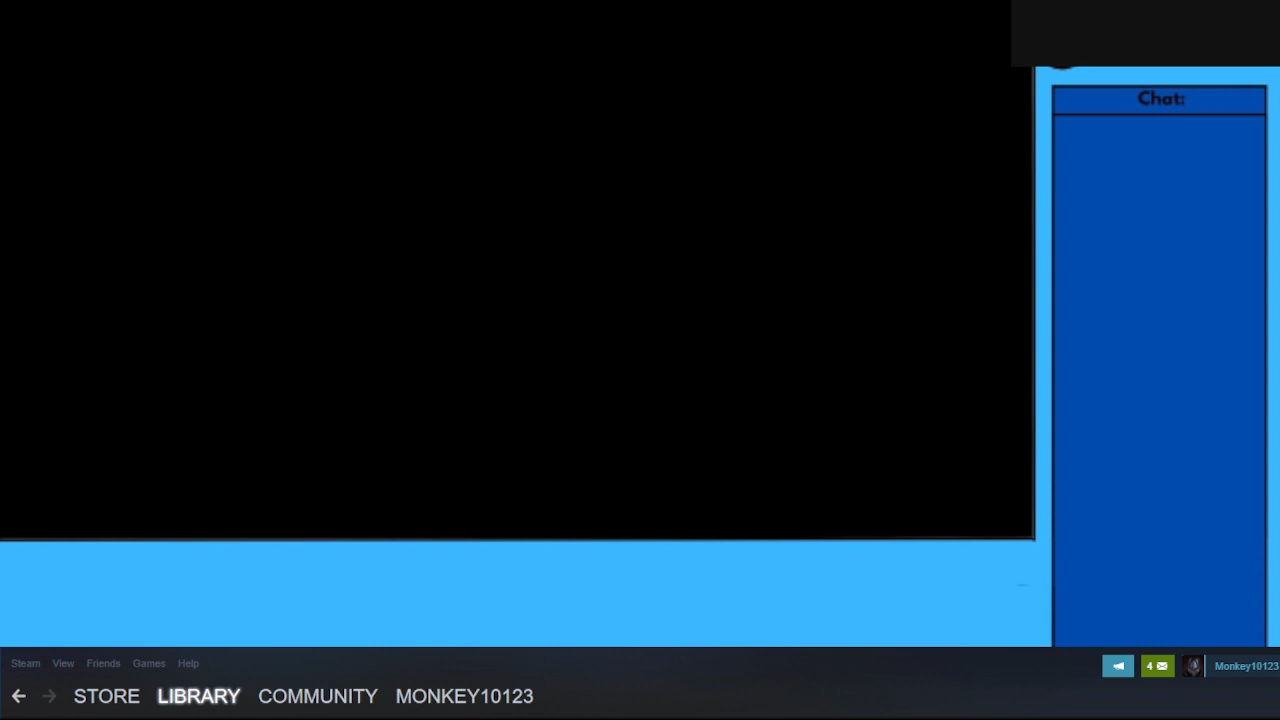 Chat:
Steam View Friends Games Help
4
Monkey10123
STORE LIBRARY COMMUNITY MONKEY10123